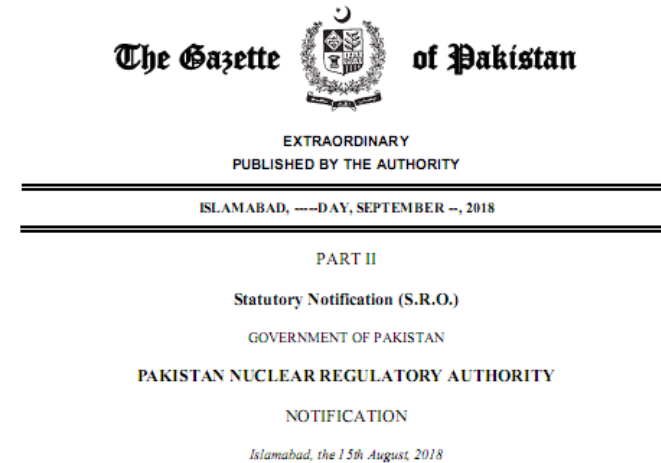 The Gazette of Pakistan
EXTRAORDINARY
PUBLISHED BY THE AUTHORITY
ISLAMABAD, -----DAY, SEPTEMBER --, 2018
PART II
Statutory Notification (S.R.O.)
GOVERNMENT OF PAKISTAN
PAKISTAN NUCLEAR REGULATORY AUTHORITY
NOTIFICATION
Islamabad, the 15th August, 2018